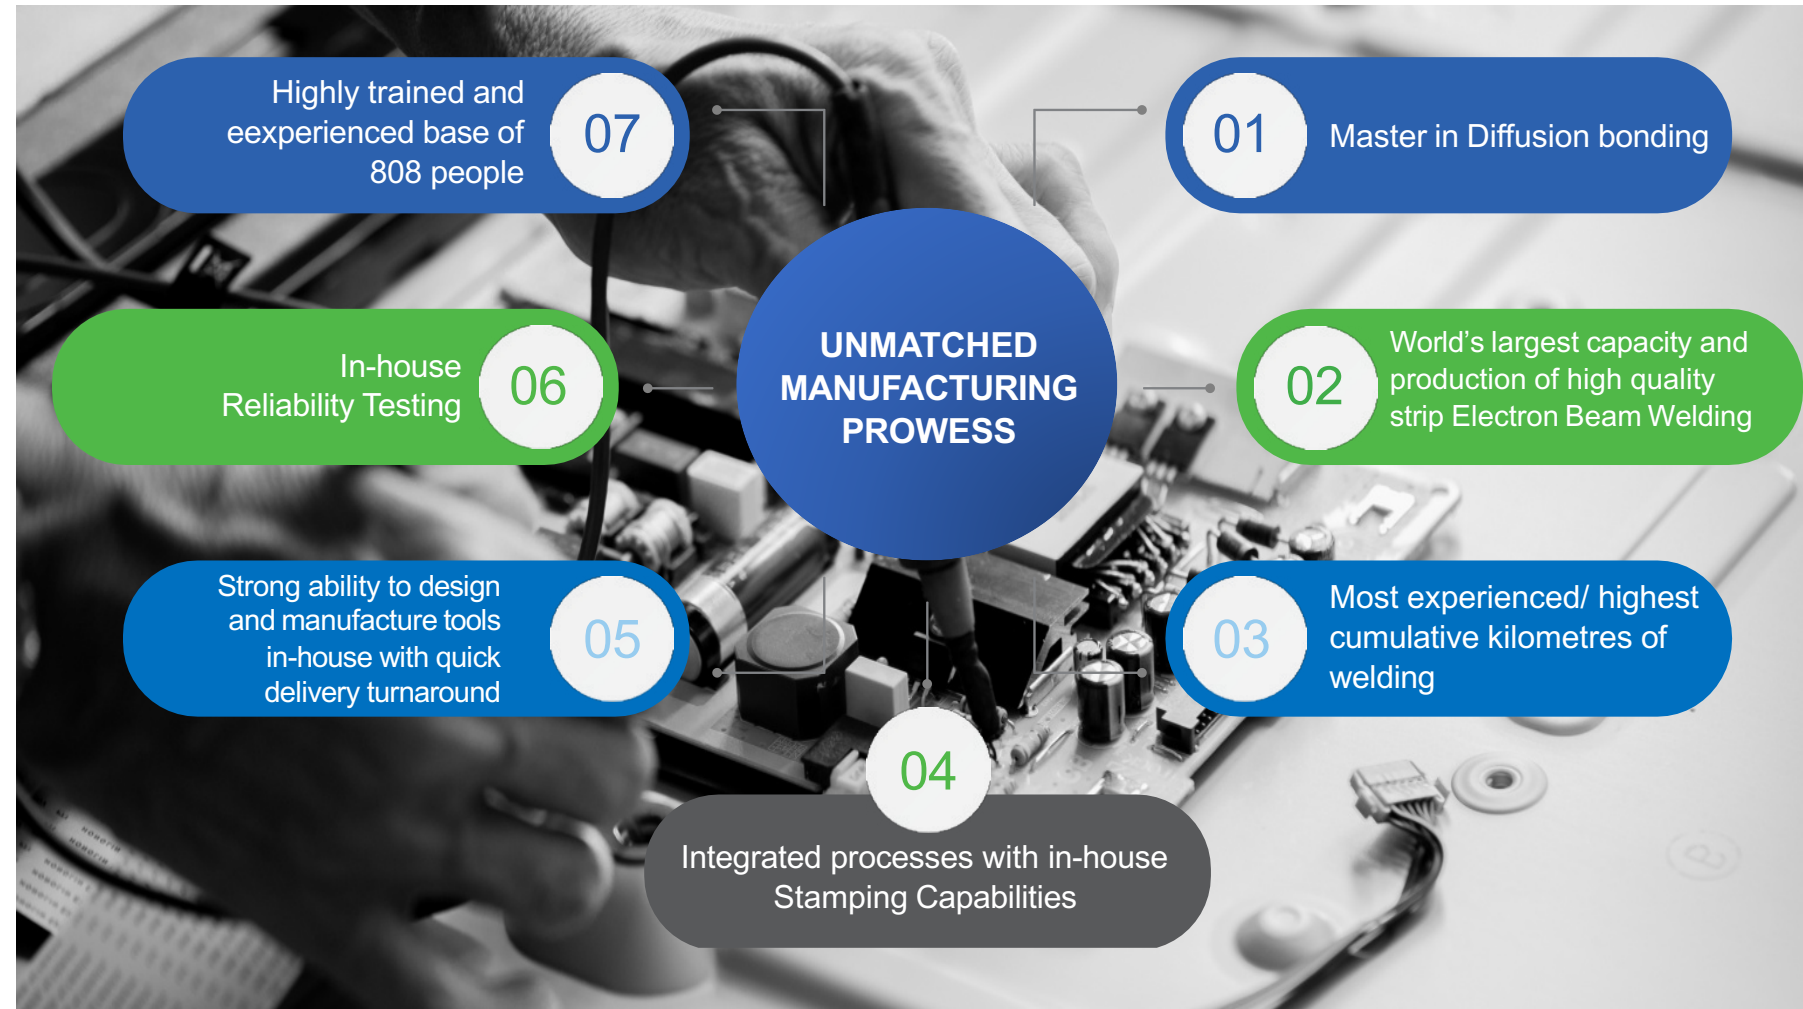 UNMATCHED
MANUFACTURING
PROWESS
01
Master in Diffusion bonding
02
World’s largest capacity and
production of high quality
strip Electron Beam Welding
03
Most experienced/ highest
cumulative kilometres of
welding
04
Integrated processes with in-house
Stamping Capabilities
05
Strong ability to design
and manufacture tools
in-house with quick
delivery turnaround
06
In-house
Reliability Testing
07
Highly trained and
eexperienced base of
808 people